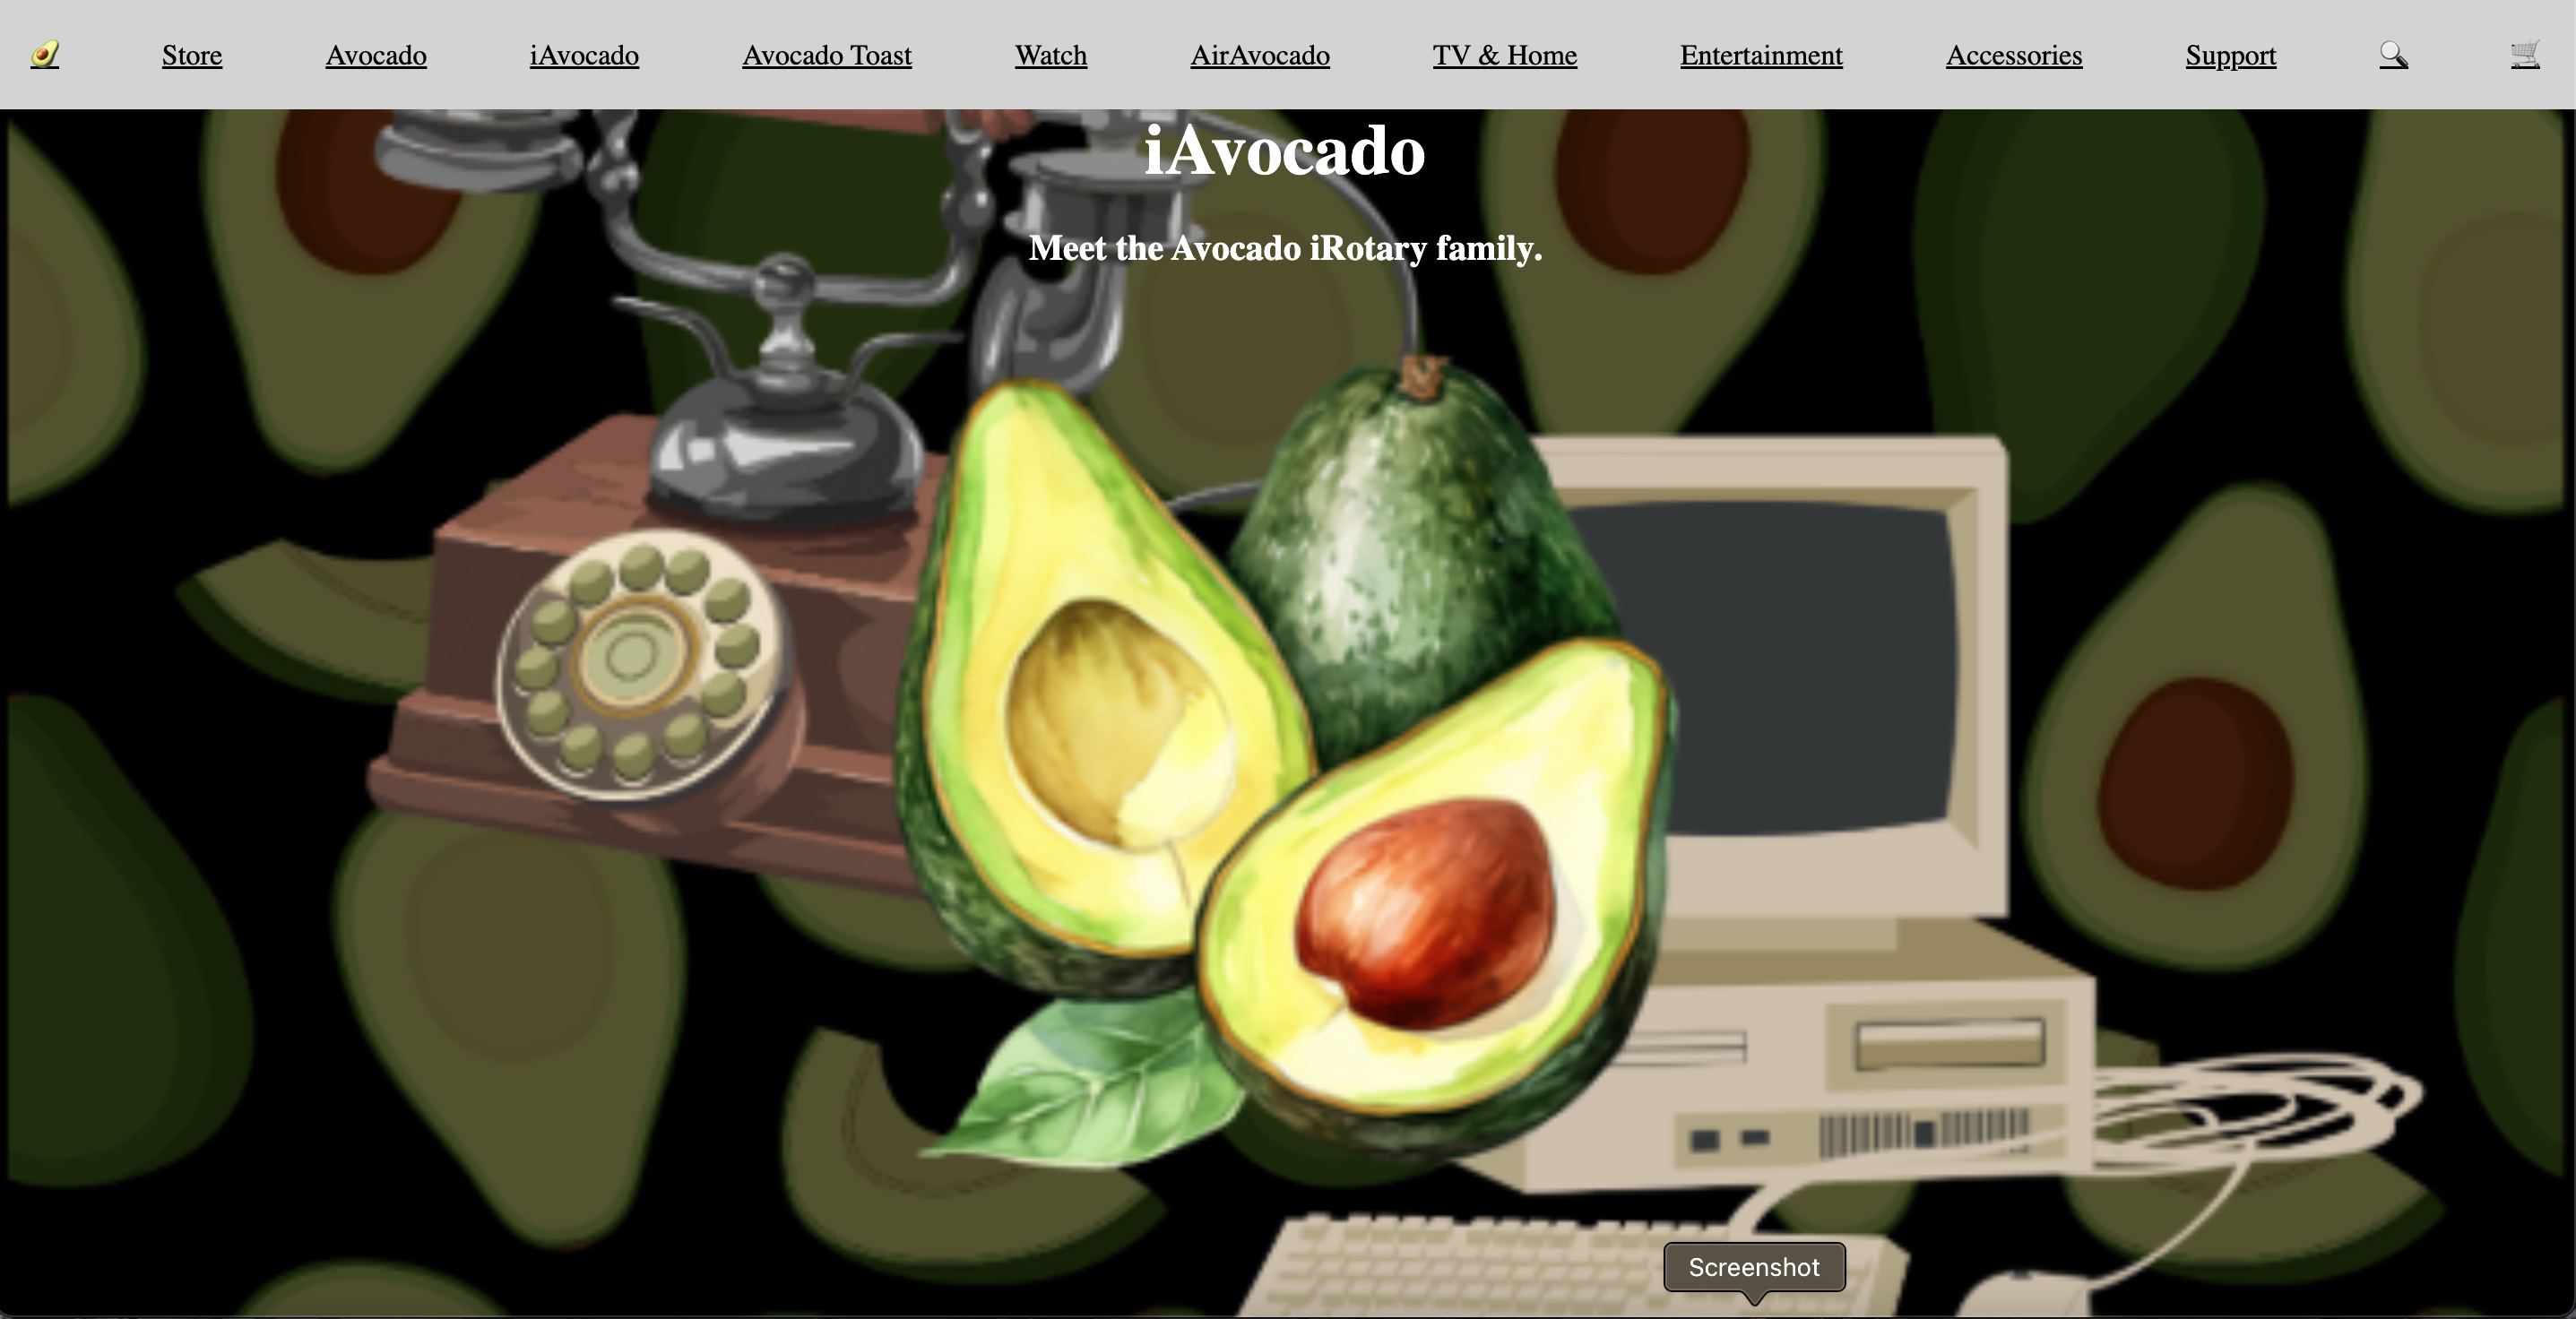 Store Avocado iAvocado Avocado Toast Watch AirAvocado TV & Home Entertainment Accessories Support
iAvocado
Meet the Avocado iRotary family.
Screenshot